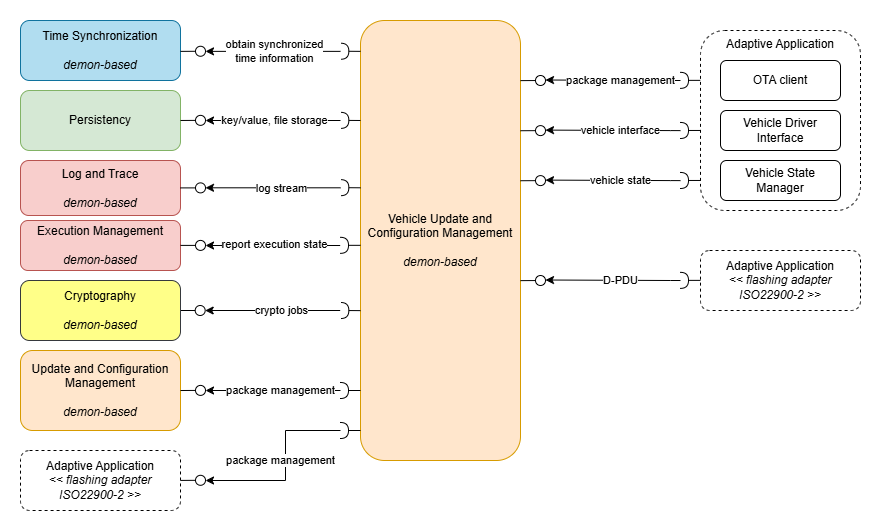 Time Synchronization
demon-based
Persistency
Log and Trace
demon-based
Execution Management
demon-based
Cryptography
demon-based
Update and Configuration
Management
demon-based
Adaptive Application
<< flashing adapter
ISO22900-2 >>
obtain synchronized
time information
key/value, file storage
log stream
report execution state
crypto jobs
package management
package management
Vehicle Update and
Configuration Management
demon-based
package management
vehicle interface
vehicle state
D-PDU
Adaptive Application
OTA client
Vehicle Driver
Interface
Vehicle State
Manager
Adaptive Application
<< flashing adapter
ISO22900-2 >>